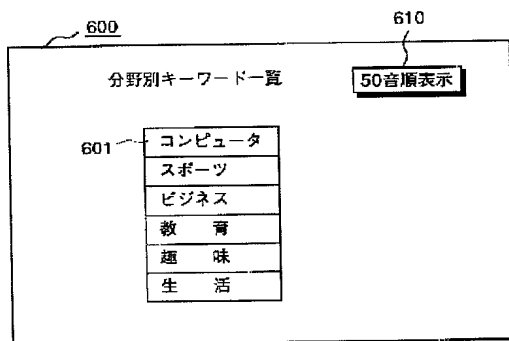 600
610
分野別キーワード一覧
50音順表示
601
コンピュータ
スポーツ
ビジネス
教 育
趣 味
生 活